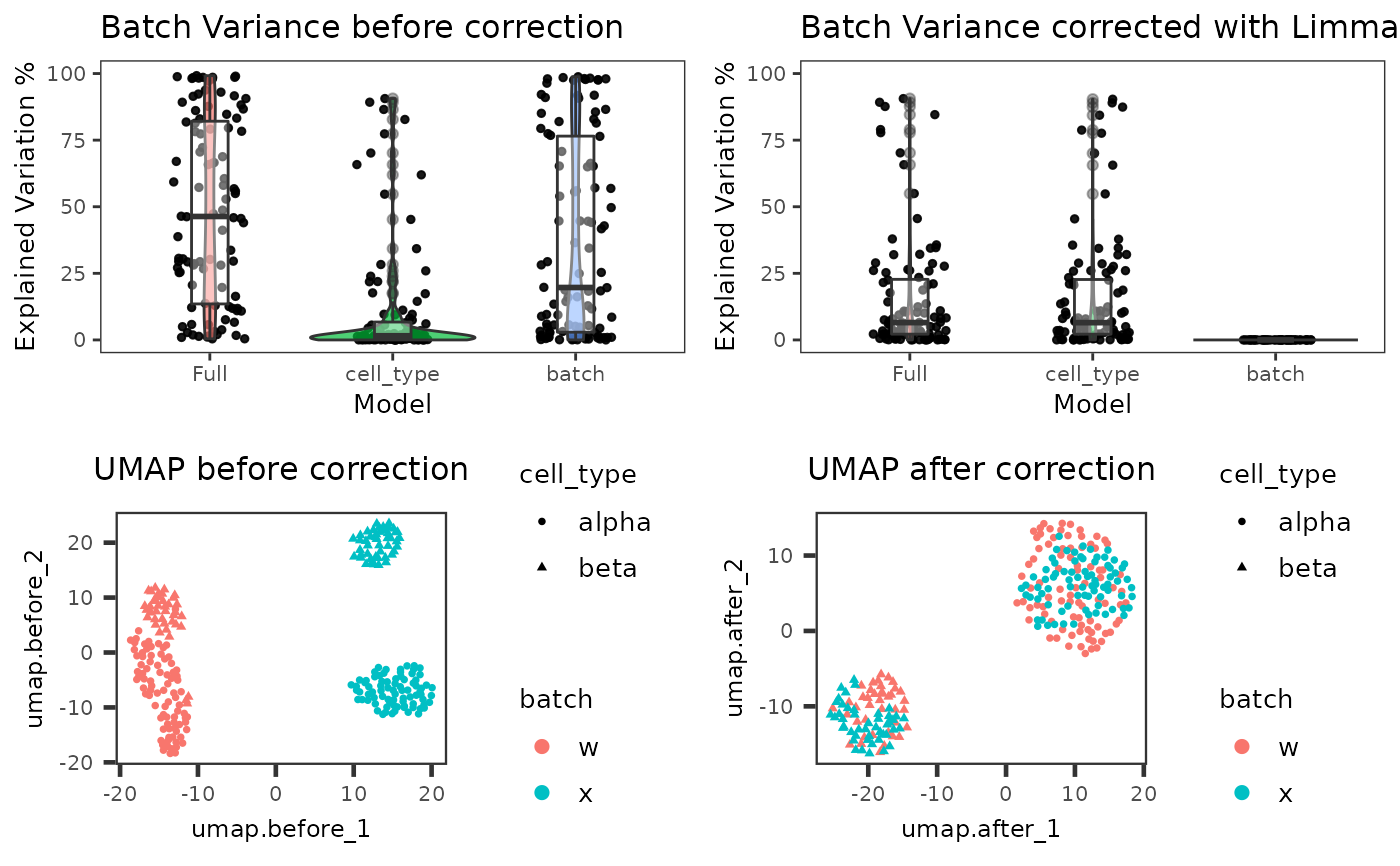 Batch Variance before correction
Explained Variation %
100
75
50
25
0
Full cell_type batch
Model
Batch Variance corrected with Limma
Explained Variation %
100
75
50
25
0
Full cell_type batch
Model
UMAP before correction
umap.before_2
20
10
0
-10
-20
-20 -10 0 10 20
umap.before_1
cell_type
alpha
beta
batch
w
x
UMAP after correction
umap.after_2
10
0
-10
-20 -10 0 10 20
umap.after_1
cell_type
alpha
beta
batch
w
x